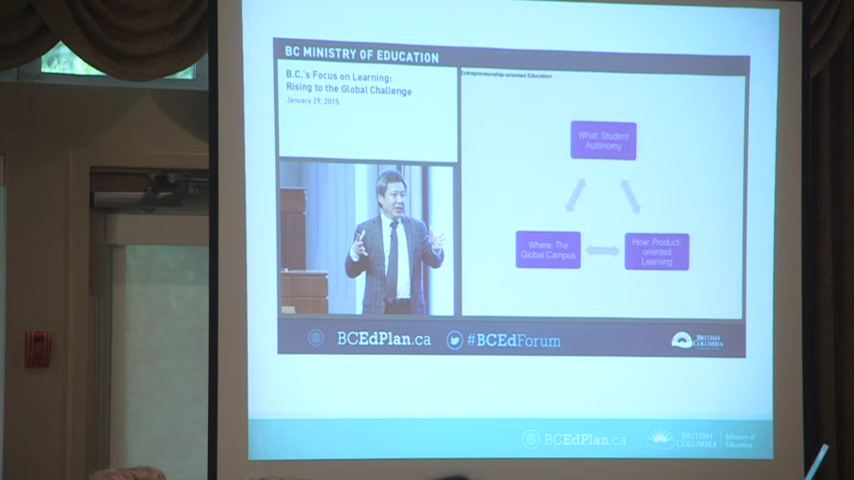 BC MINISTRY OF EDUCATION
B.C.'s Focus on Learning:
Rising to the Global Challenge
January 29, 2015
Entrepreneurship-oriented Education
What: Student
Autonomy
Where: The
Global Campus
How: Product-
oriented
Learning
BCEdPlan.ca
#BCEdForum
BRITISH
COLUMBIA
BCEdPlan.ca
BRITISH
COLUMBIA
Ministry of
Education